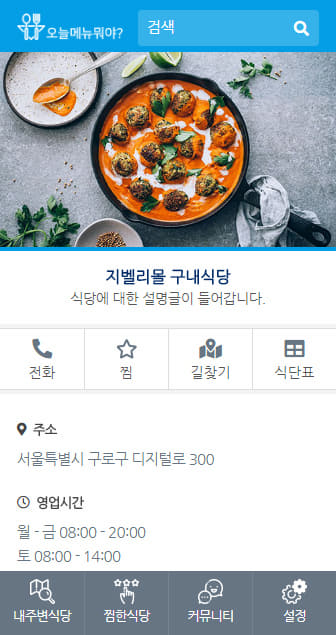 오늘메뉴뭐야?
검색
지벨리몰 구내식당
식당에 대한 설명글이 들어갑니다.
전화 찜 길찾기 식단표
주소
서울특별시 구로구 디지털로 300
영업시간
월 - 금 08:00 - 20:00
토 08:00 - 14:00
내주변식당 찜한식당 커뮤니티 설정